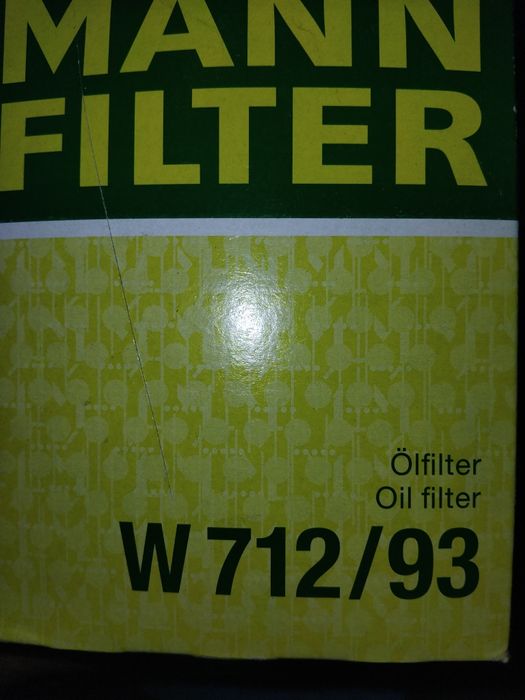 MANN
FILTER
Ölfilter
Oil filter
W 712/93